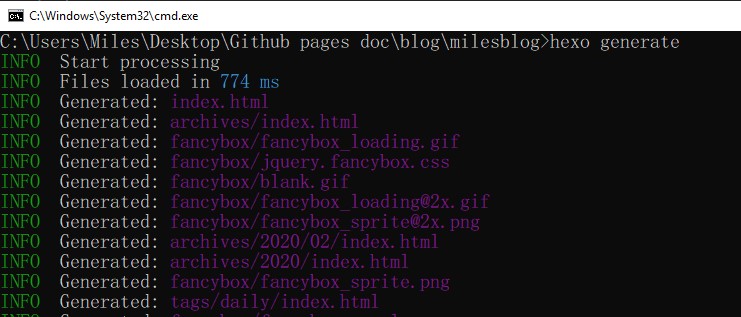 C:\Windows\System32\cmd.exe
C:\Users\Miles\Desktop\Github pages doc\blog\milesblog>hexo generate
INFO  Start processing
INFO  Files loaded in 774 ms
INFO  Generated: index.html
INFO  Generated: archives/index.html
INFO  Generated: fancybox/fancybox_loading.gif
INFO  Generated: fancybox/jquery.fancybox.css
INFO  Generated: fancybox/blank.gif
INFO  Generated: fancybox/fancybox_loading@2x.gif
INFO  Generated: fancybox/fancybox_sprite@2x.png
INFO  Generated: archives/2020/02/index.html
INFO  Generated: archives/2020/index.html
INFO  Generated: fancybox/fancybox_sprite.png
INFO  Generated: tags/daily/index.html